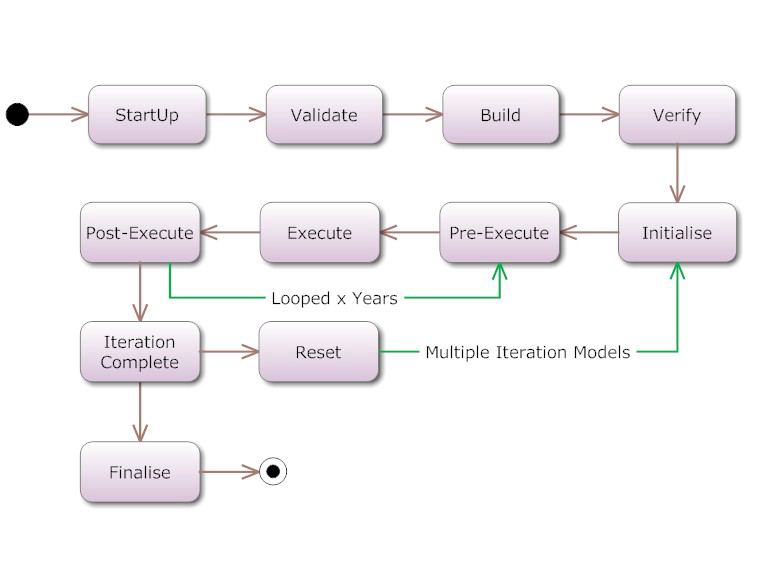 StartUp
Validate
Build
Verify
Post-Execute
Execute
Pre-Execute
Initialise
Looped x Years
Iteration
Complete
Reset
Multiple Iteration Models
Finalise